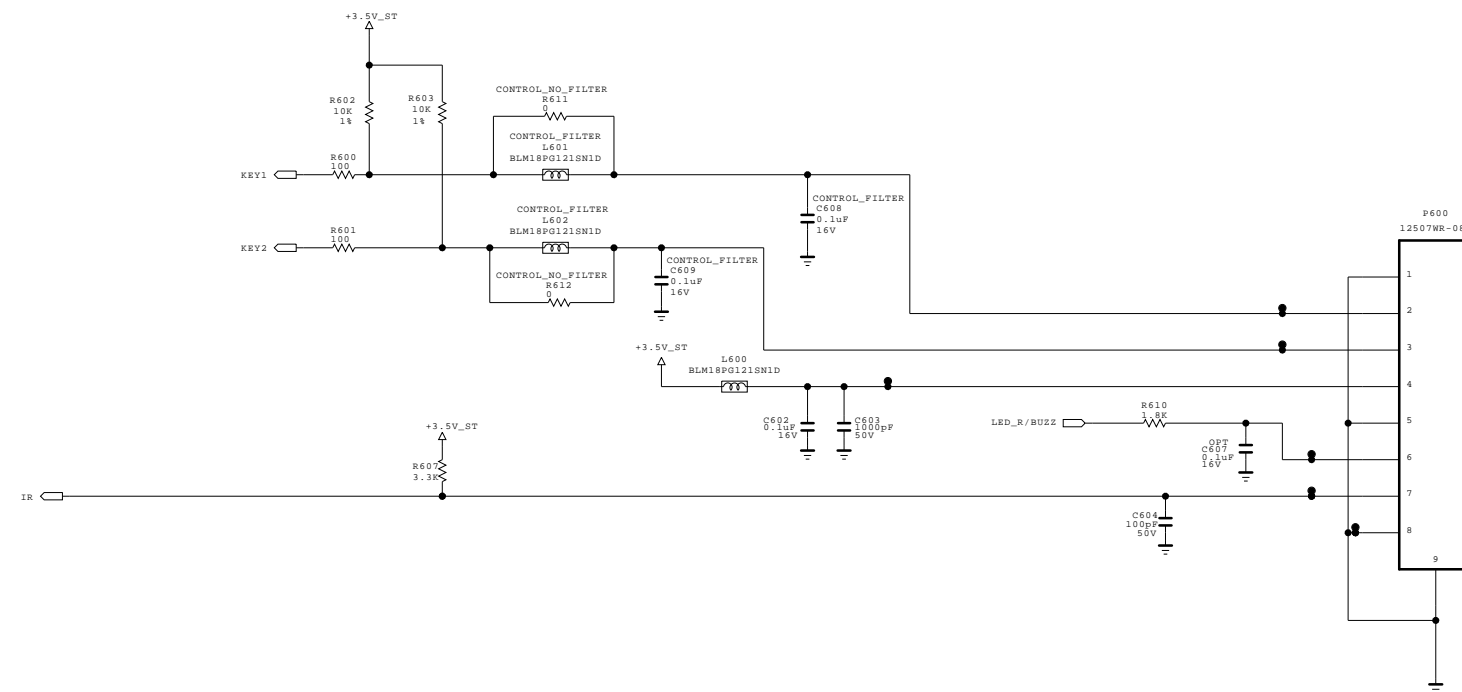 +3.5V_ST
R602
10K
1%
R603
10K
1%
CONTROL_NO_FILTER
R611
0
CONTROL_FILTER
L601
BLM18PG121SN1D
R600
100
KEY1
CONTROL_FILTER
C608
0.1uF
16V
CONTROL_FILTER
L602
BLM18PG121SN1D
R601
100
KEY2
CONTROL_FILTER
C609
0.1uF
16V
CONTROL_NO_FILTER
R612
0
P600
12507WR-08
1
2
3
4
5
6
7
8
9
+3.5V_ST
L600
BLM18PG121SN1D
C602
0.1uF
16V
C603
1000pF
50V
R610
1.8K
LED_R/BUZZ
OPT
C607
0.1uF
16V
+3.5V_ST
R607
3.3K
IR
C604
100pF
50V